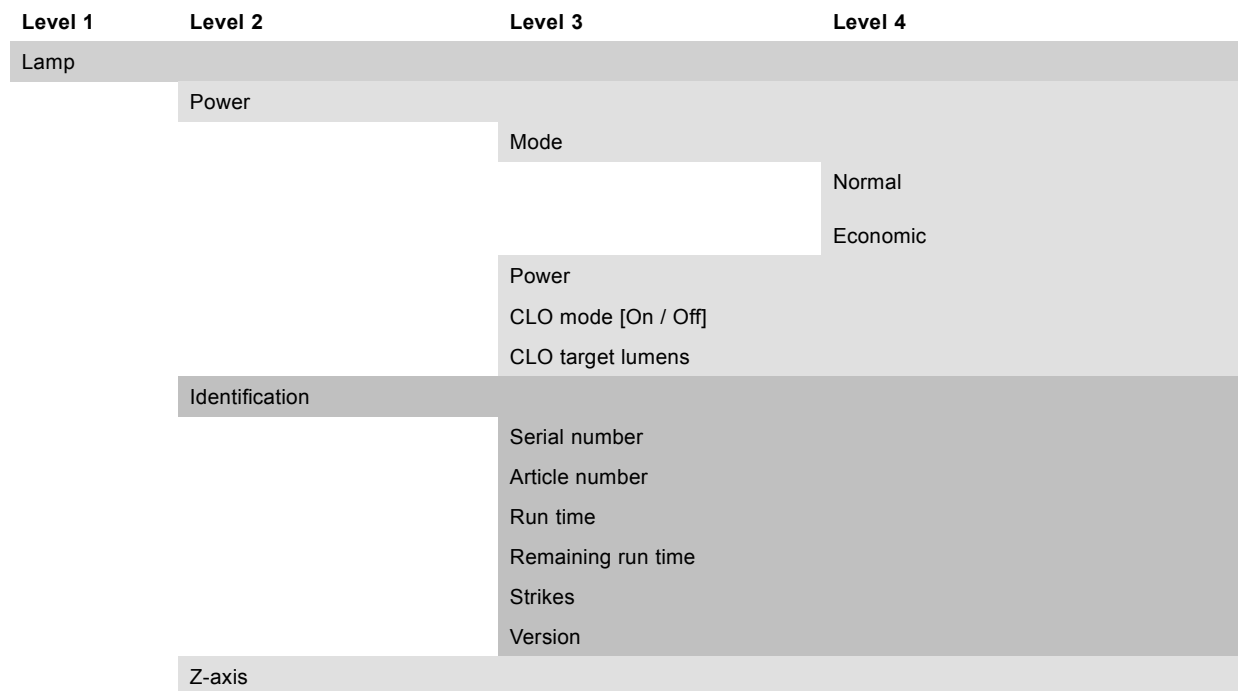 Level 1 Level 2 Level 3 Level 4
Lamp
Power
Mode
Normal
Economic
Power
CLO mode [On / Off]
CLO target lumens
Identification
Serial number
Article number
Run time
Remaining run time
Strikes
Version
Z-axis